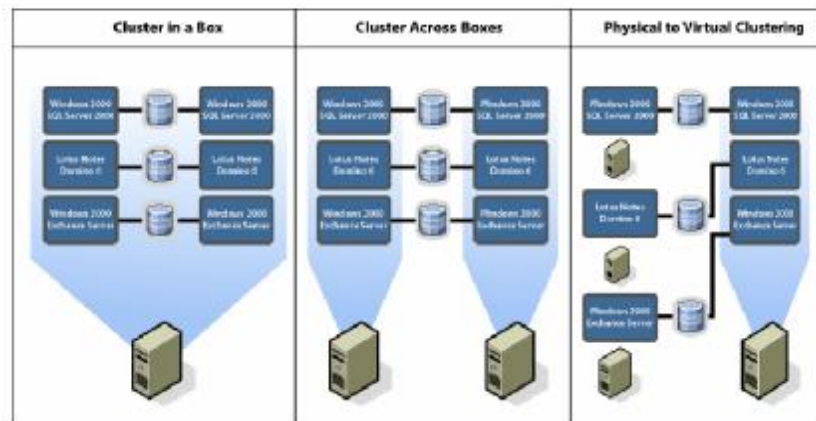 Cluster in a Box
Windows 2000
SQL Server 2000
Windows 2000
SQL Server 2000
Lotus Notes
Domino 6
Lotus Notes
Domino 6
Windows 2000
Exchange Server
Windows 2000
Exchange Server
Cluster Across Boxes
Windows 2000
SQL Server 2000
Windows 2000
SQL Server 2000
Lotus Notes
Domino 6
Lotus Notes
Domino 6
Windows 2000
Exchange Server
Windows 2000
Exchange Server
Physical to Virtual Clustering
Windows 2000
SQL Server 2000
Windows 2000
SQL Server 2000
Lotus Notes
Domino 6
Lotus Notes
Domino 6
Windows 2000
Exchange Server
Windows 2000
Exchange Server